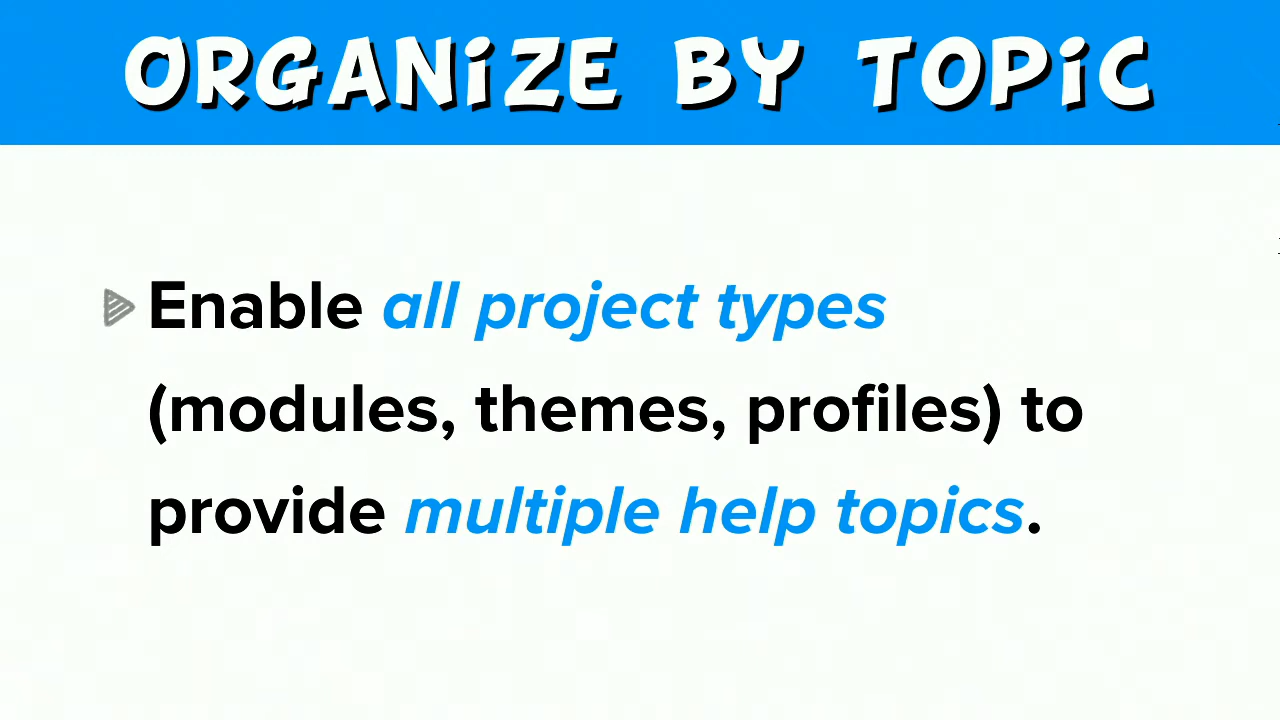 ORGANiZE BY TOPiC
Enable all project types
(modules, themes, profiles) to
provide multiple help topics.